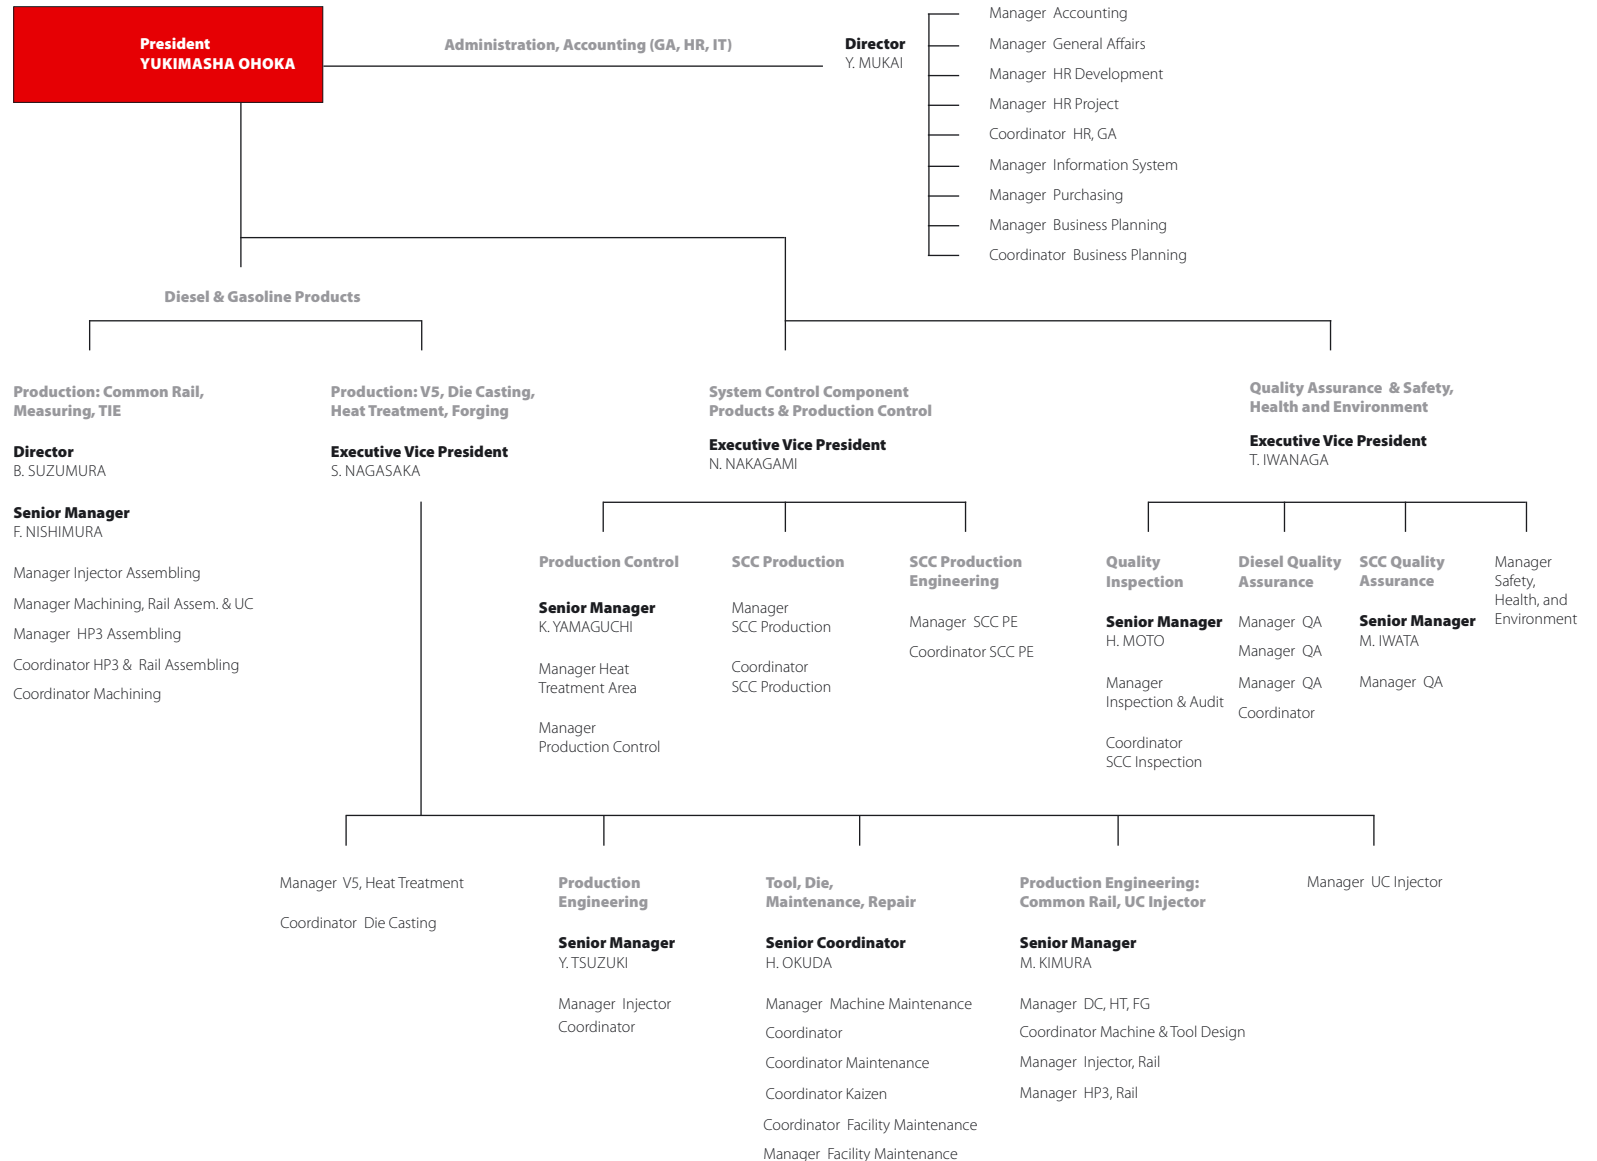 President
YUKIMASHA OHOKA
Administration, Accounting (GA, HR, IT)
Director
Y. MUKAI
Manager Accounting
Manager General Affairs
Manager HR Development
Manager HR Project
Coordinator HR, GA
Manager Information System
Manager Purchasing
Manager Business Planning
Coordinator Business Planning
Diesel & Gasoline Products
Production: Common Rail,
Measuring, TIE
Director
B. SUZUMURA
Senior Manager
F. NISHIMURA
Manager Injector Assembling
Manager Machining, Rail Assem. & UC
Manager HP3 Assembling
Coordinator HP3 & Rail Assembling
Coordinator Machining
Production: V5, Die Casting,
Heat Treatment, Forging
Executive Vice President
S. NAGASAKA
System Control Component
Products & Production Control
Executive Vice President
N. NAKAGAMI
Quality Assurance & Safety,
Health and Environment
Executive Vice President
T. IWANAGA
Production Control
Senior Manager
K. YAMAGUCHI
Manager Heat
Treatment Area
Manager
Production Control
SCC Production
Manager
SCC Production
Coordinator
SCC Production
SCC Production
Engineering
Manager SCC PE
Coordinator SCC PE
Quality
Inspection
Senior Manager
H. MOTO
Manager
Inspection & Audit
Coordinator
SCC Inspection
Diesel Quality
Assurance
Manager QA
Manager QA
Manager QA
Coordinator
SCC Quality
Assurance
Senior Manager
M. IWATA
Manager QA
Manager
Safety,
Health, and
Environment
Manager V5, Heat Treatment
Coordinator Die Casting
Production
Engineering
Senior Manager
Y. TSUZUKI
Manager Injector
Coordinator
Tool, Die,
Maintenance, Repair
Senior Coordinator
H. OKUDA
Manager Machine Maintenance
Coordinator
Coordinator Maintenance
Coordinator Kaizen
Coordinator Facility Maintenance
Manager Facility Maintenance
Production Engineering:
Common Rail, UC Injector
Senior Manager
M. KIMURA
Manager DC, HT, FG
Coordinator Machine & Tool Design
Manager Injector, Rail
Manager HP3, Rail
Manager UC Injector